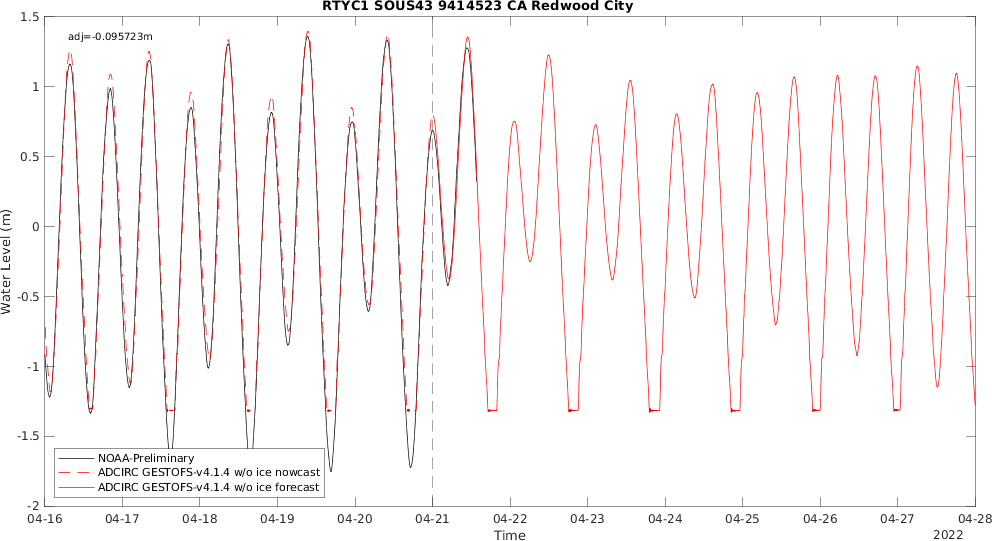 RTYC1 SOUS43 9414523 CA Redwood City
adj=-0.095723m
1.5
1
0.5
0
-0.5
-1
-1.5
-2
Water Level (m)
NOAA-Preliminary
ADCIRC GESTOFS-v4.1.4 w/o ice nowcast
ADCIRC GESTOFS-v4.1.4 w/o ice forecast
04-16 04-17 04-18 04-19 04-20 04-21 04-22 04-23 04-24 04-25 04-26 04-27 04-28
Time
2022